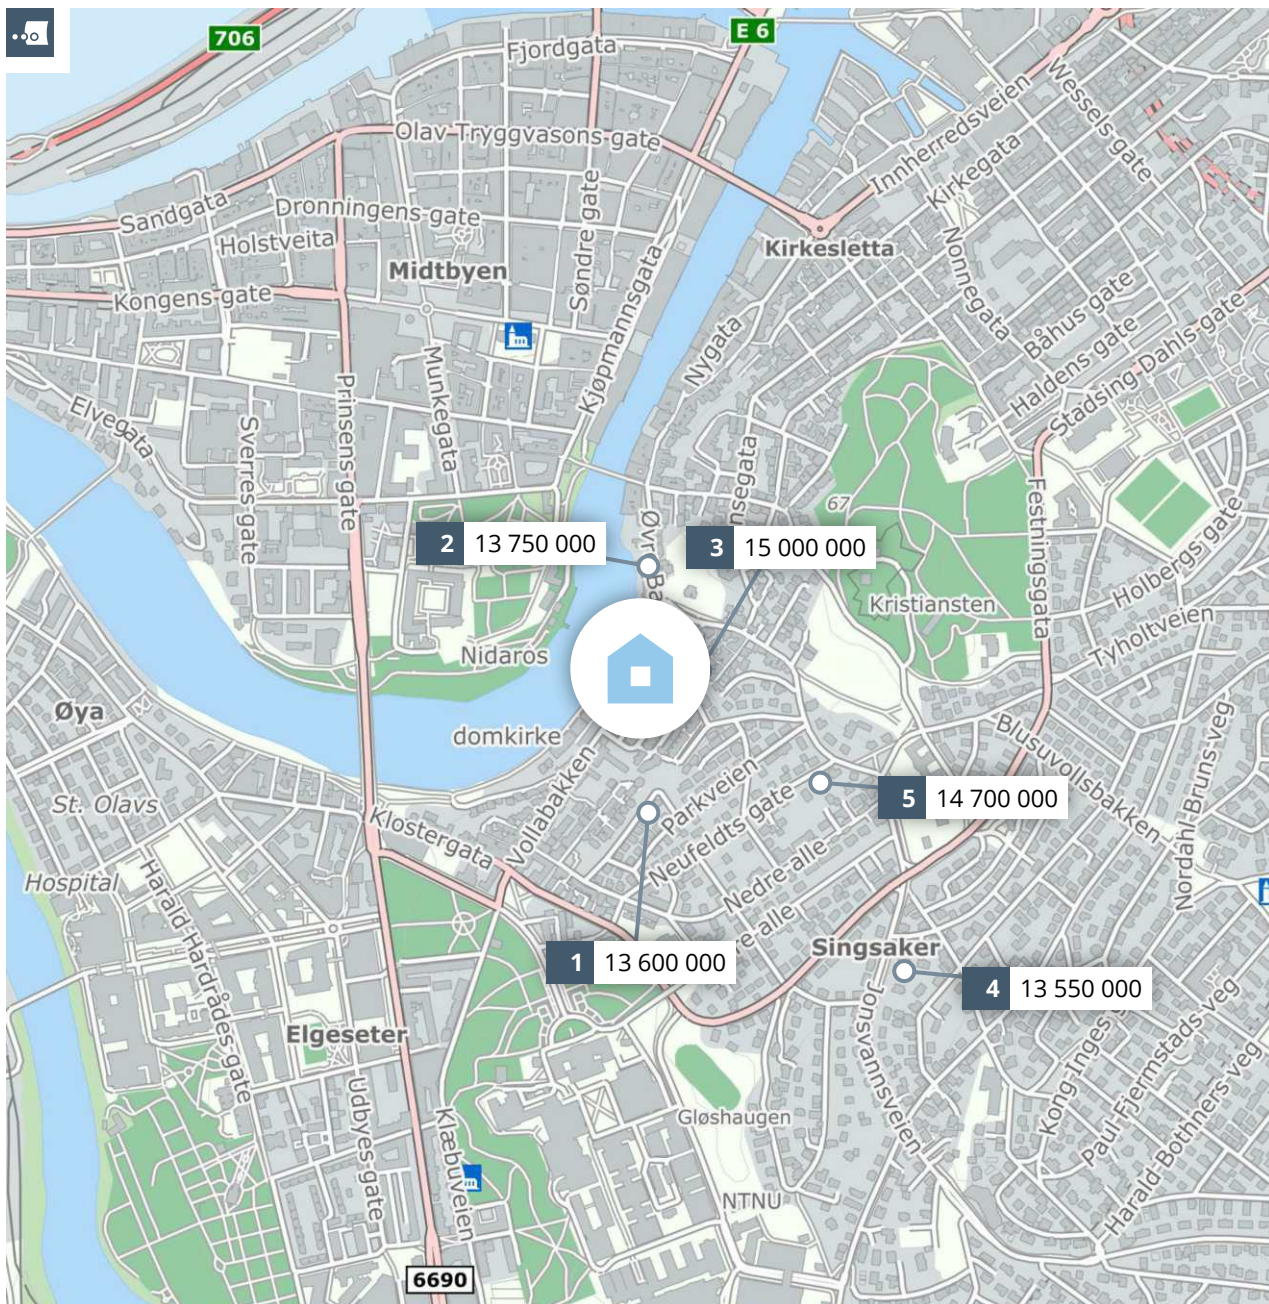 706
E 6
Fjordgata
Wessels gate
Olav Tryggvasons gate
Innherredsveien
Kirkegata
Sandgata
Dronningens gate
Søndre gate
Holstveita
Kirkesletta
Nonnegata
Midtbyen
Kongens gate
Kjøpmannsgata
Båhus gate
Nygata
Haldens gate
Stadsing Dahls gate
Munkegata
Prinsens gate
Elvegata
Sverres gate
67
Festningsgata
Holbergs gate
2 13 750 000
3 15 000 000
Kristiansten
Tyholtveien
Nidaros
domkirke
Øya
Blusuvollsbakken
Nordahl Bruns veg
St. Olavs
Hospital
Vollabakken
Parkveien
5 14 700 000
Klostergata
Neufeldts gate
Nedre alle
Harald Hardrådes gate
1 13 600 000
Singsaker
4 13 550 000
Jonsvannsveien
Elgeseter
Udbyes gate
Klæbuveien
Gløshaugen
Paul Fjermstads veg
Harald Bothners veg
NTNU
6690